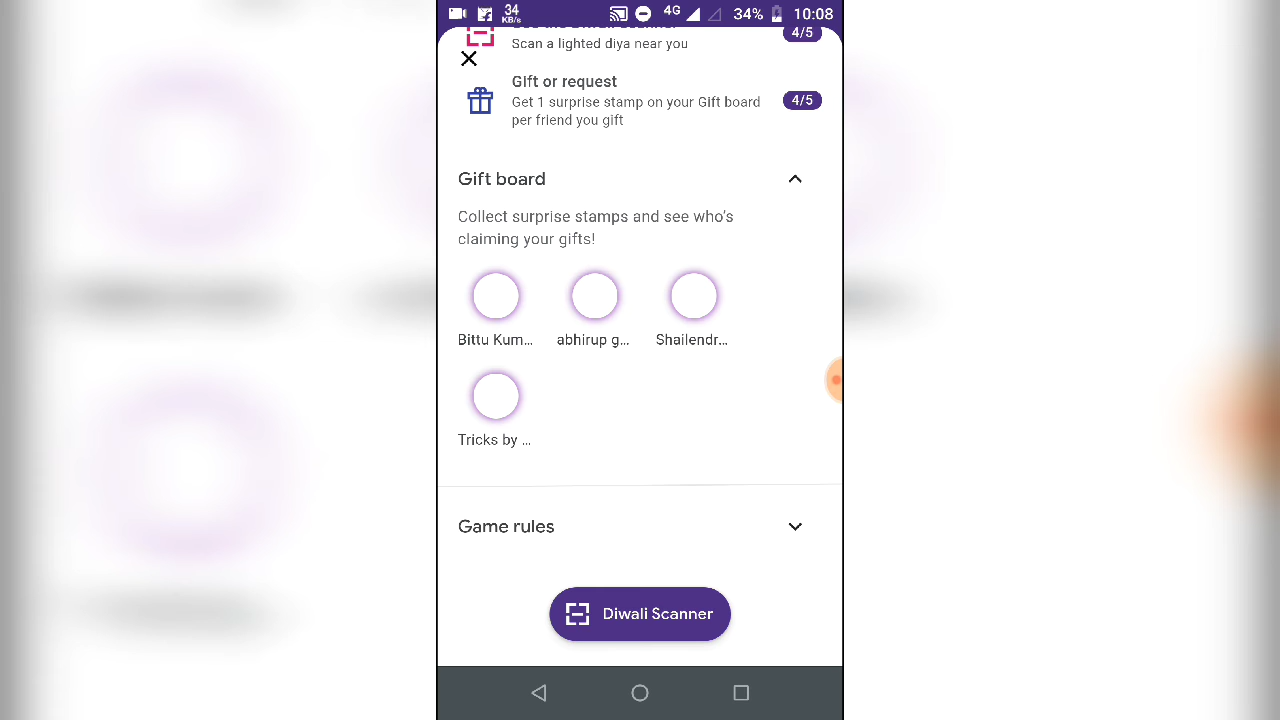 34
KB/s
4G
34%
10:08
4/5
Scan a lighted diya near you
Gift or request
Get 1 surprise stamp on your Gift board
per friend you gift
4/5
Gift board
Collect surprise stamps and see who's
claiming your gifts!
Bittu Kum...
abhirup g...
Shailendr...
Tricks by ...
Game rules
Diwali Scanner